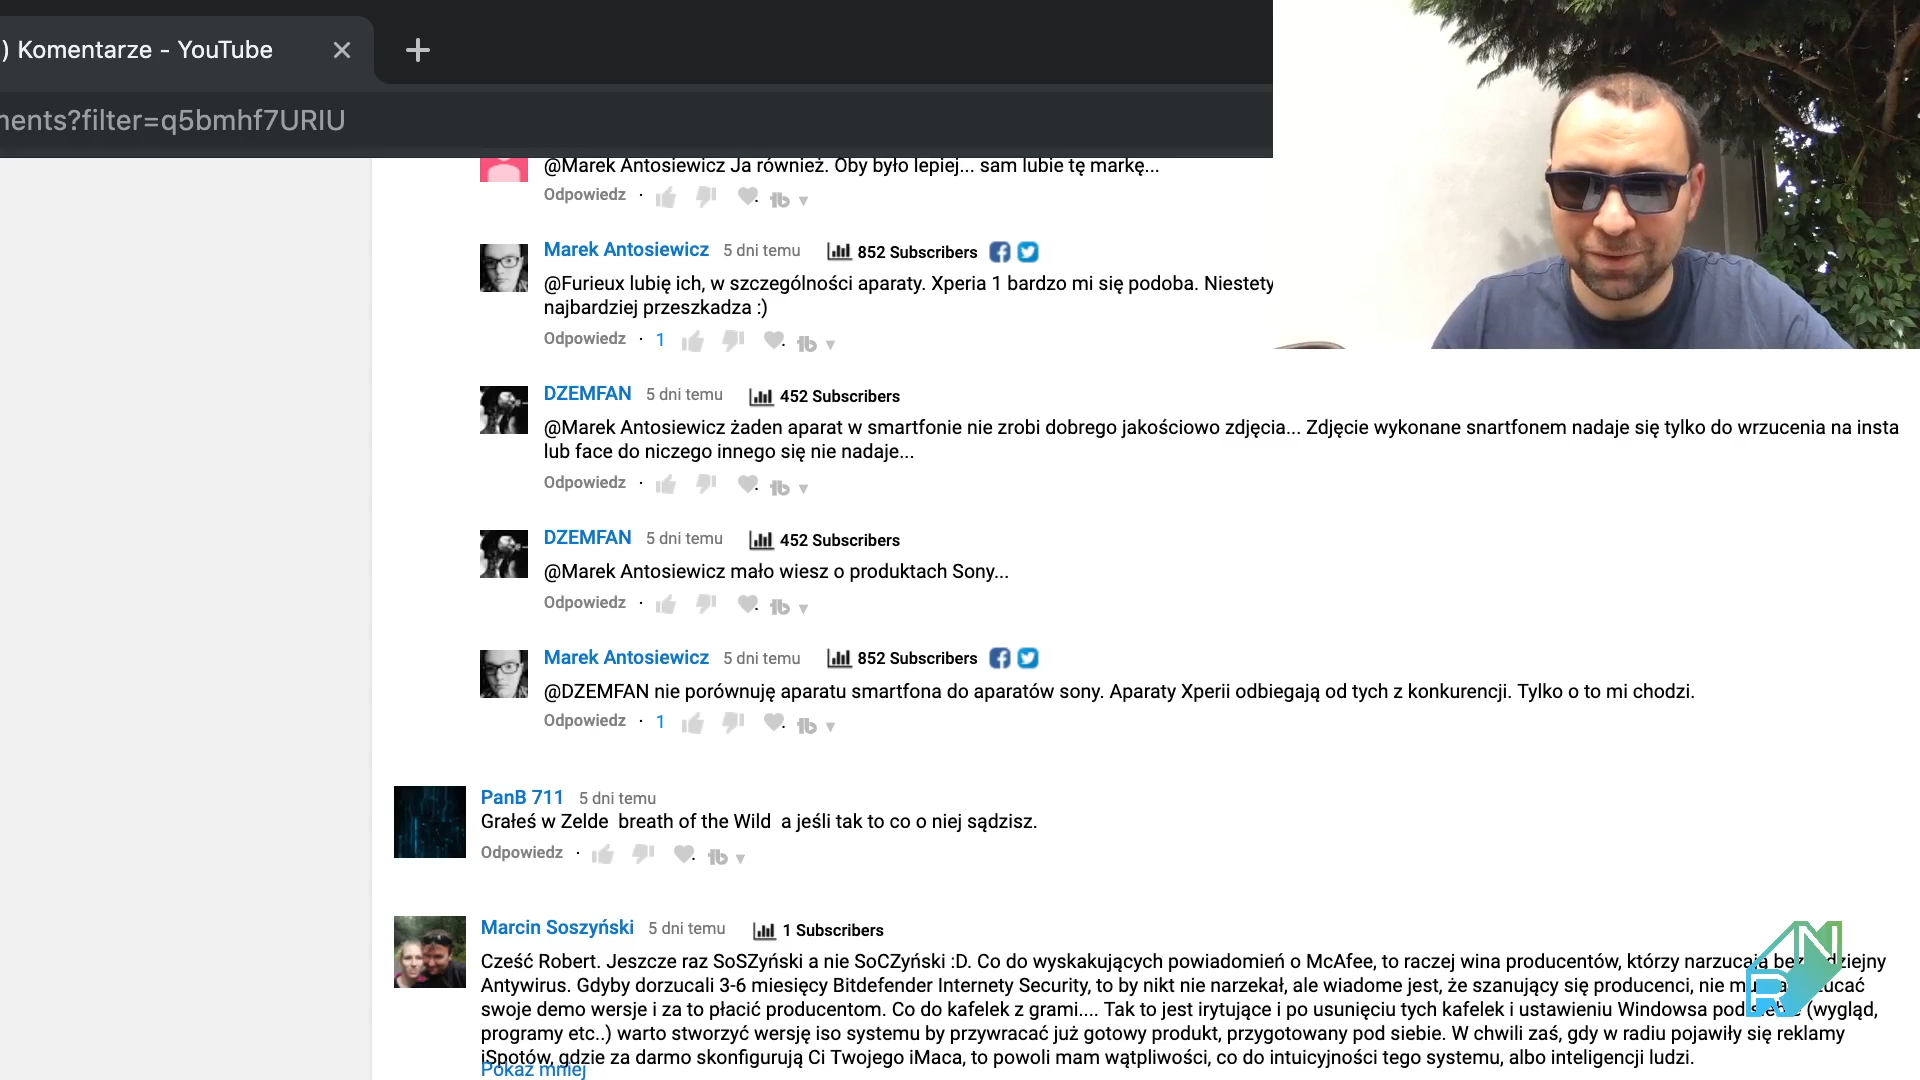 ) Komentarze - YouTube
nents?filter=q5bmhf7URIU
@Marek Antosiewicz Ja również. Oby było lepiej... sam lubie tę markę...
Odpowiedz
Marek Antosiewicz 5 dni temu 852 Subscribers
@Furieux lubię ich, w szczególności aparaty. Xperia 1 bardzo mi się podoba. Niestety
najbardziej przeszkadza :)
Odpowiedz · 1
DZEMFAN 5 dni temu 452 Subscribers
@Marek Antosiewicz żaden aparat w smartfonie nie zrobi dobrego jakościowo zdjęcia... Zdjęcie wykonane snartfonem nadaje się tylko do wrzucenia na insta
lub face do niczego innego się nie nadaje...
Odpowiedz
DZEMFAN 5 dni temu 452 Subscribers
@Marek Antosiewicz mało wiesz o produktach Sony...
Odpowiedz
Marek Antosiewicz 5 dni temu 852 Subscribers
@DZEMFAN nie porównuję aparatu smartfona do aparatów sony. Aparaty Xperii odbiegają od tych z konkurencji. Tylko o to mi chodzi.
Odpowiedz · 1
PanB 711 5 dni temu
Grałeś w Zelde breath of the Wild a jeśli tak to co o niej sądzisz.
Odpowiedz
Marcin Soszyński 5 dni temu 1 Subscribers
Cześć Robert. Jeszcze raz SoSZyński a nie SoCZyński :D. Co do wyskakujących powiadomień o McAfee, to raczej wina producentów, którzy narzucają
Antywirus. Gdyby dorzucali 3-6 miesięcy Bitdefender Internety Security, to by nikt nie narzekał, ale wiadome jest, że szanujący się producenci, nie
swoje demo wersje i za to płacić producentom. Co do kafelek z grami.... Tak to jest irytujące i po usunięciu tych kafelek i ustawieniu Windowsa pod (wygląd,
programy etc..) warto stworzyć wersję iso systemu by przywracać już gotowy produkt, przygotowany pod siebie. W chwili zaś, gdy w radiu pojawiły się reklamy
iSpotów, gdzie za darmo skonfigurują Ci Twojego iMaca, to powoli mam wątpliwości, co do intuicyjności tego systemu, albo inteligencji ludzi.
Pokaż mniej